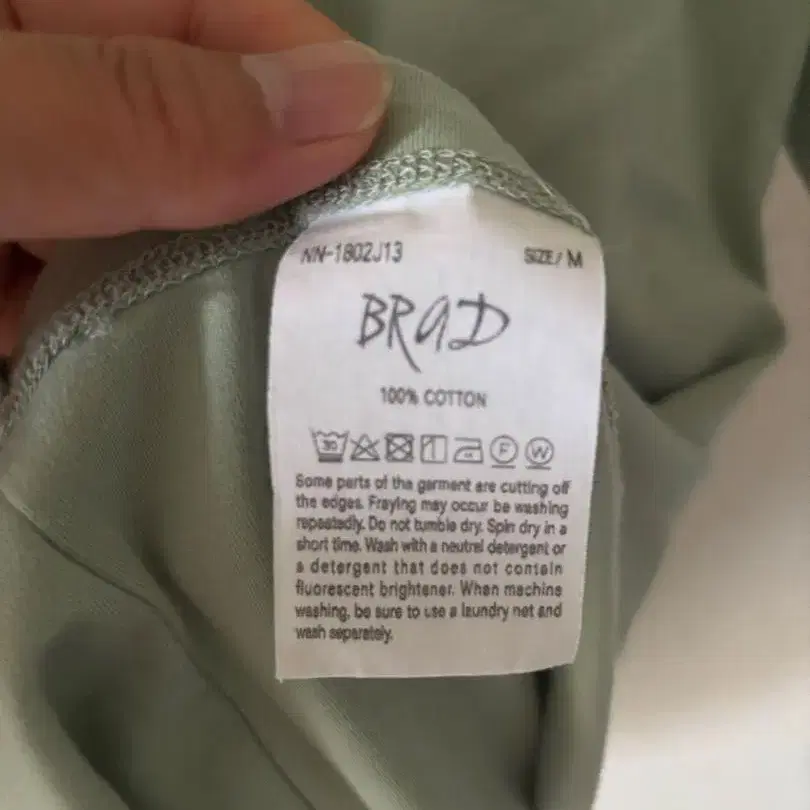 NN-1802J13 SIZE/ M
BRAD
100% COTTON
30 F W
Some parts of the garment are cutting off
the edges. Fraying may occur be washing
repeatedly. Do not tumble dry. Spin dry in a
short time. Wash with a neutral detergent or
a detergent that does not contain
fluorescent brightener. When machine
washing, be sure to use a laundry net and
wash separately.